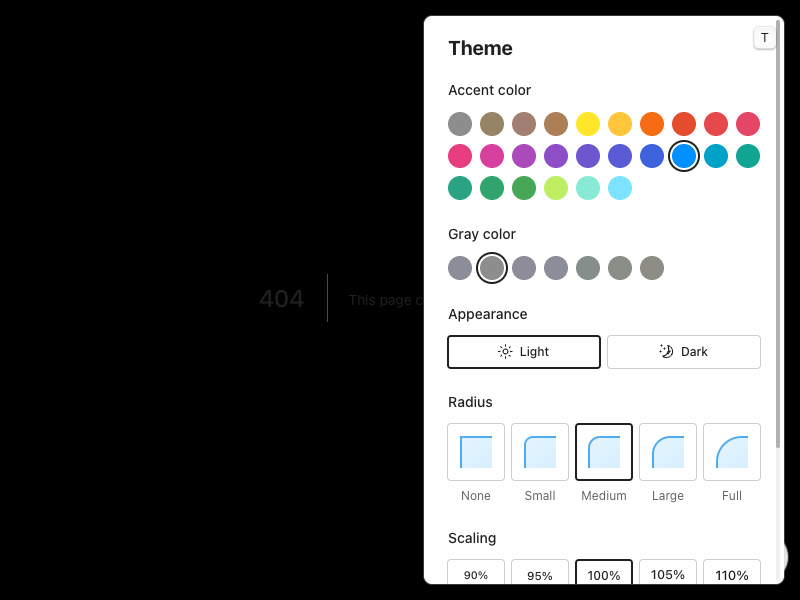 Theme
T
Accent color
Gray color
404
This page c
Appearance
Light
Dark
Radius
None
Small
Medium
Large
Full
Scaling
90%
95%
100%
105%
110%